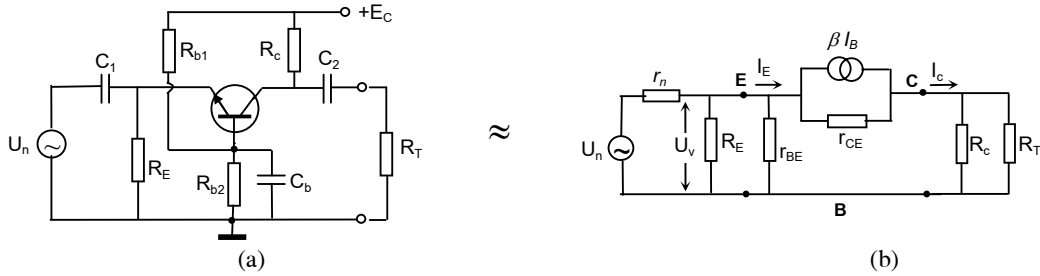 +E_C
R_b1
R_c
C_1
C_2
U_n
~
R_E
R_b2
C_b
R_T
(a)
≈
β I_B
E
I_E
C
I_c
r_n
r_CE
U_n
~
U_v
R_E
r_BE
R_c
R_T
B
(b)